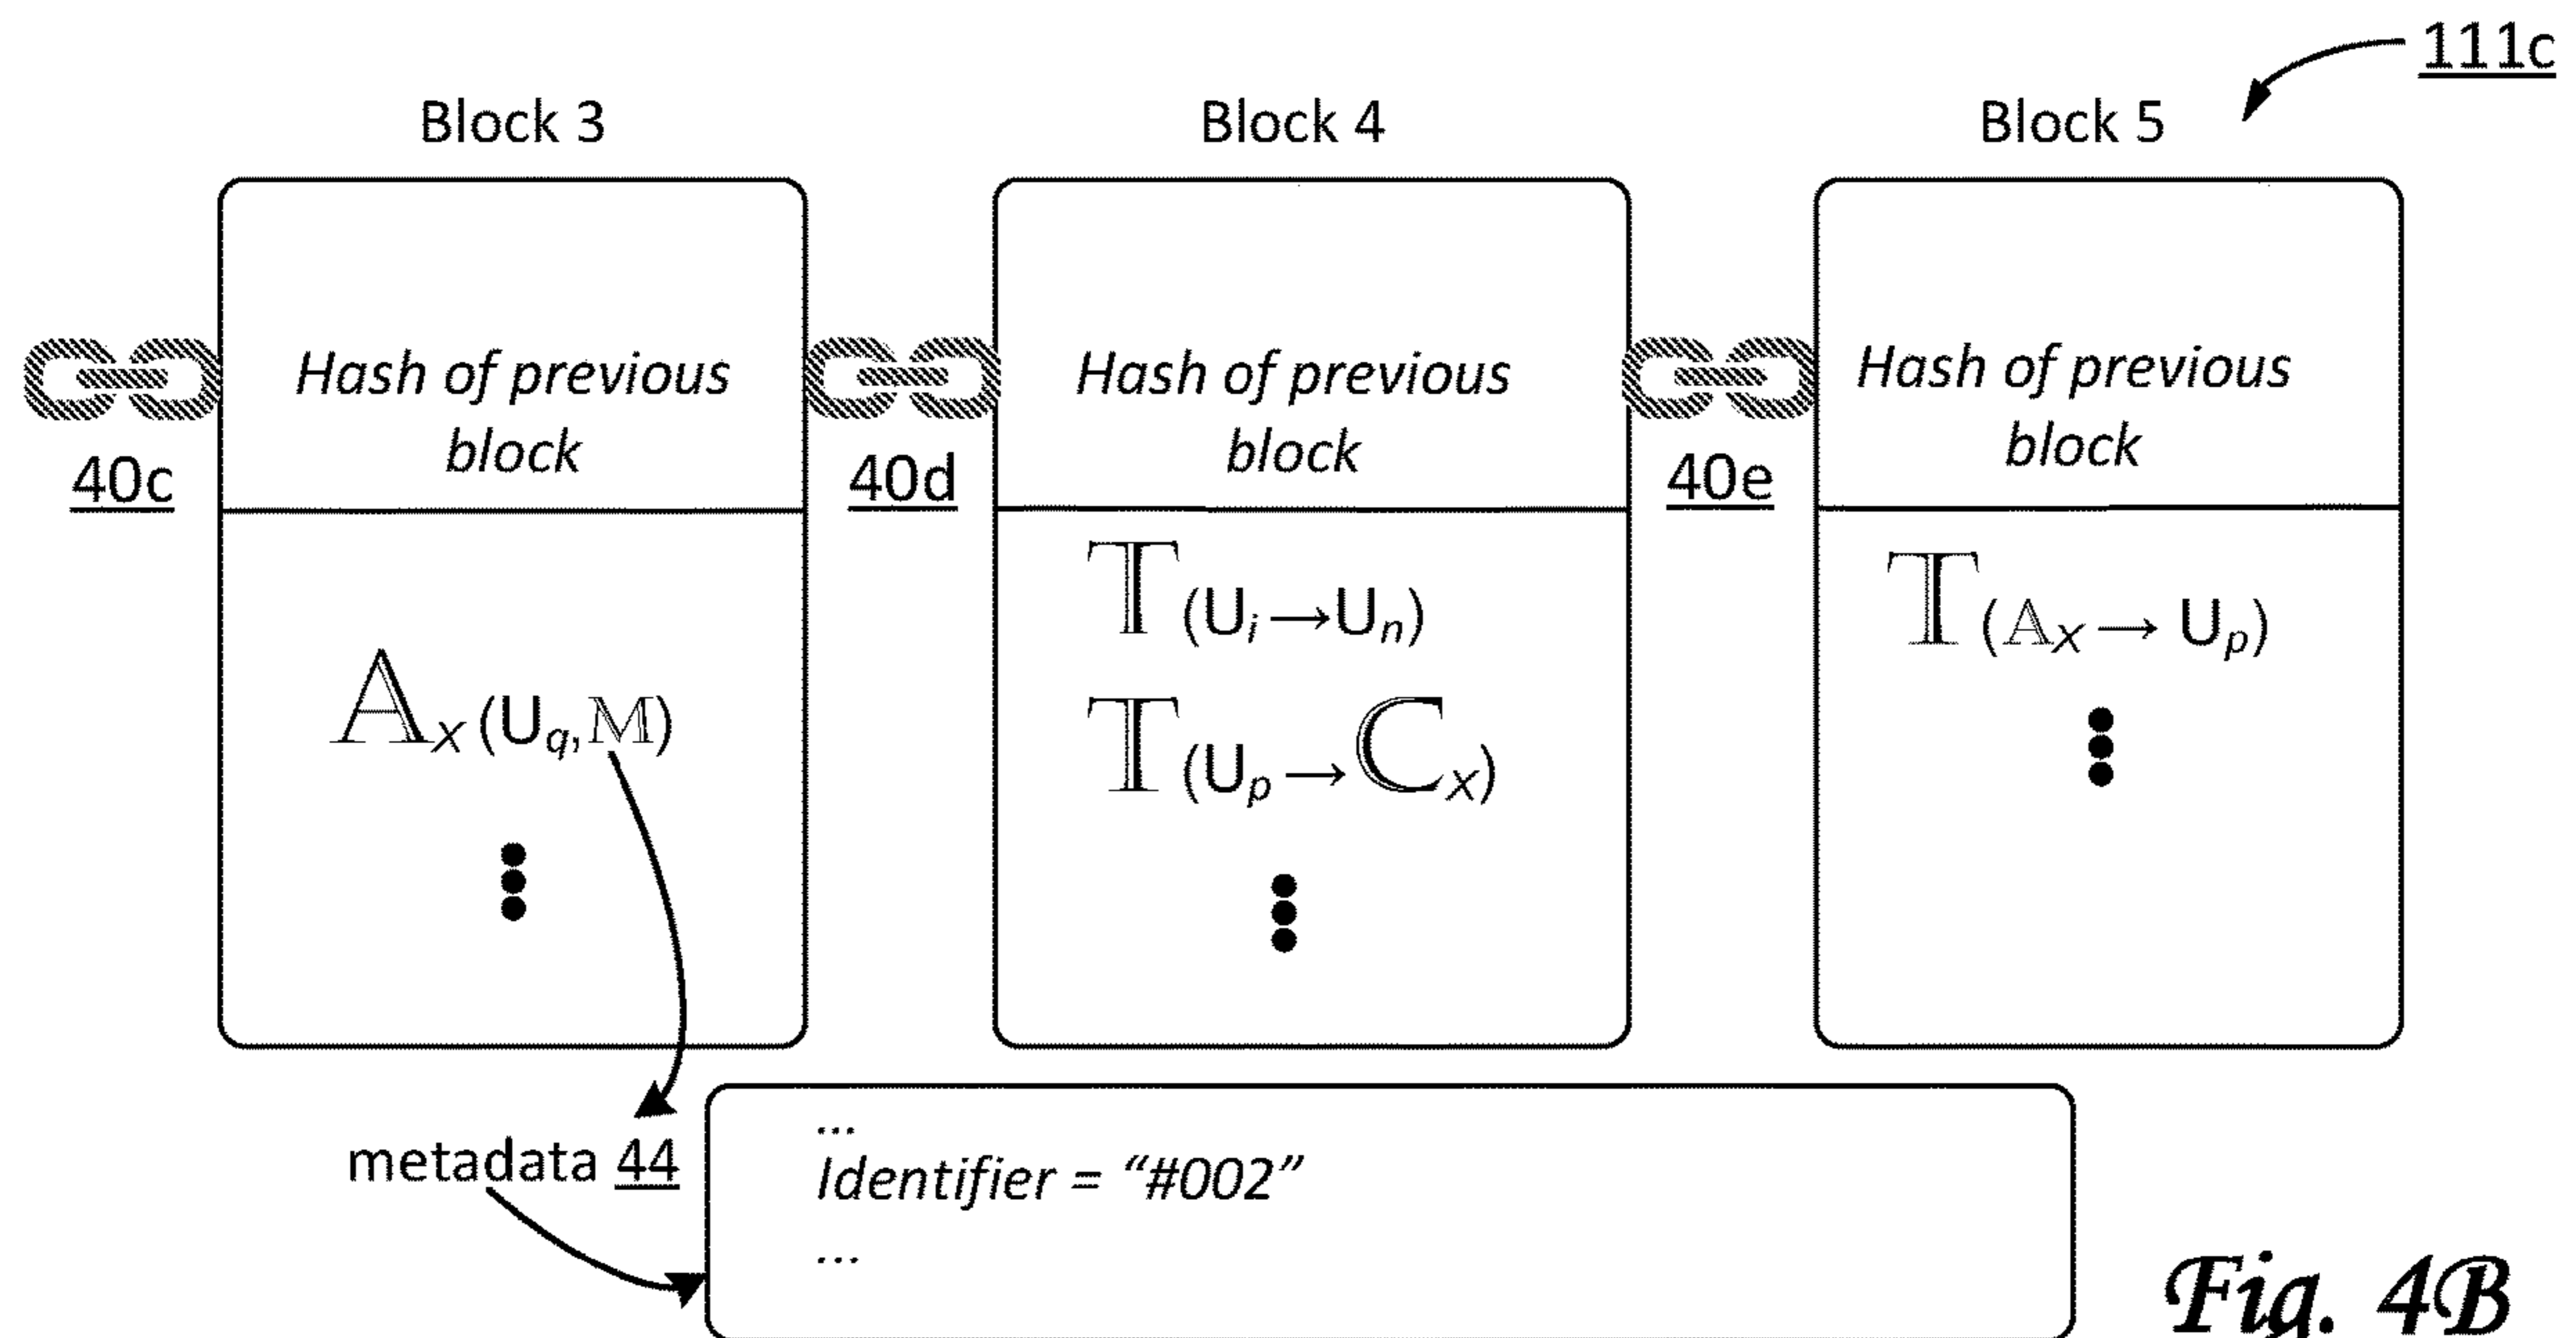 111c
Block 3
Block 4
Block 5
Hash of previous
block
Hash of previous
block
Hash of previous
block
40c
40d
40e
𝔸x (Uq, 𝕄)
𝕋(Ui→Un)
𝕋(Up→ℂx)
𝕋(𝔸x→ Up)
metadata 44
...
Identifier = “#002”
...
Fig. 4B